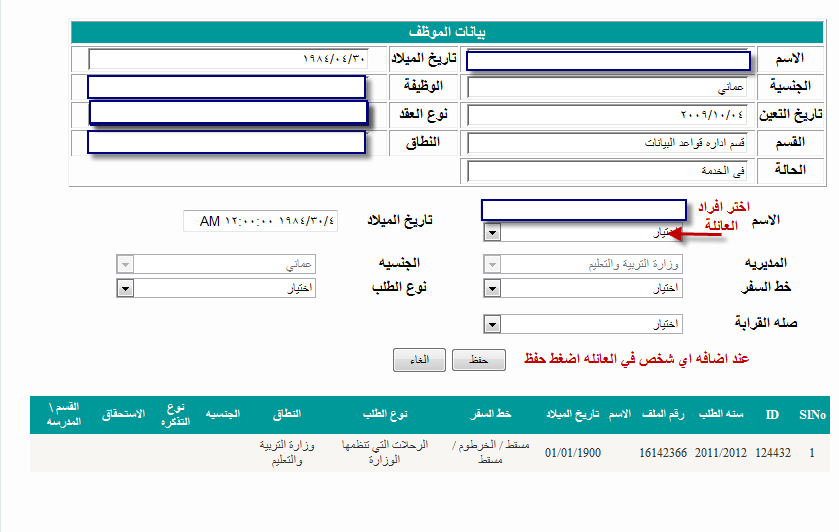 بيانات الموظف
الاسم
تاريخ الميلاد ١٩٨٤/٠٤/٣٠
الجنسية عماني الوظيفة
تاريخ التعين ٢٠٠٩/١٠/٠٤ نوع العقد
القسم قسم اداره قواعد البيانات النطاق
الحالة فى الخدمة
الاسم
اختر افراد
العائلة
اختيار
تاريخ الميلاد ١٩٨٤/٣٠/٤ ١٢:٠٠:٠٠ AM
المديريه وزارة التربية والتعليم الجنسيه عماني
خط السفر اختيار نوع الطلب اختيار
صله القرابة اختيار
عند اضافه اي شخص في العائله اضغط حفظ حفظ الغاء
SlNo ID سنه الطلب رقم الملف الاسم تاريخ الميلاد خط السفر نوع الطلب النطاق الجنسيه نوع التذكره الاستحقاق القسم \ المدرسه
1 124432 2011/2012 16142366 01/01/1900 مسقط / الخرطوم / مسقط الرحلات التي تنظمها الوزارة وزارة التربية والتعليم